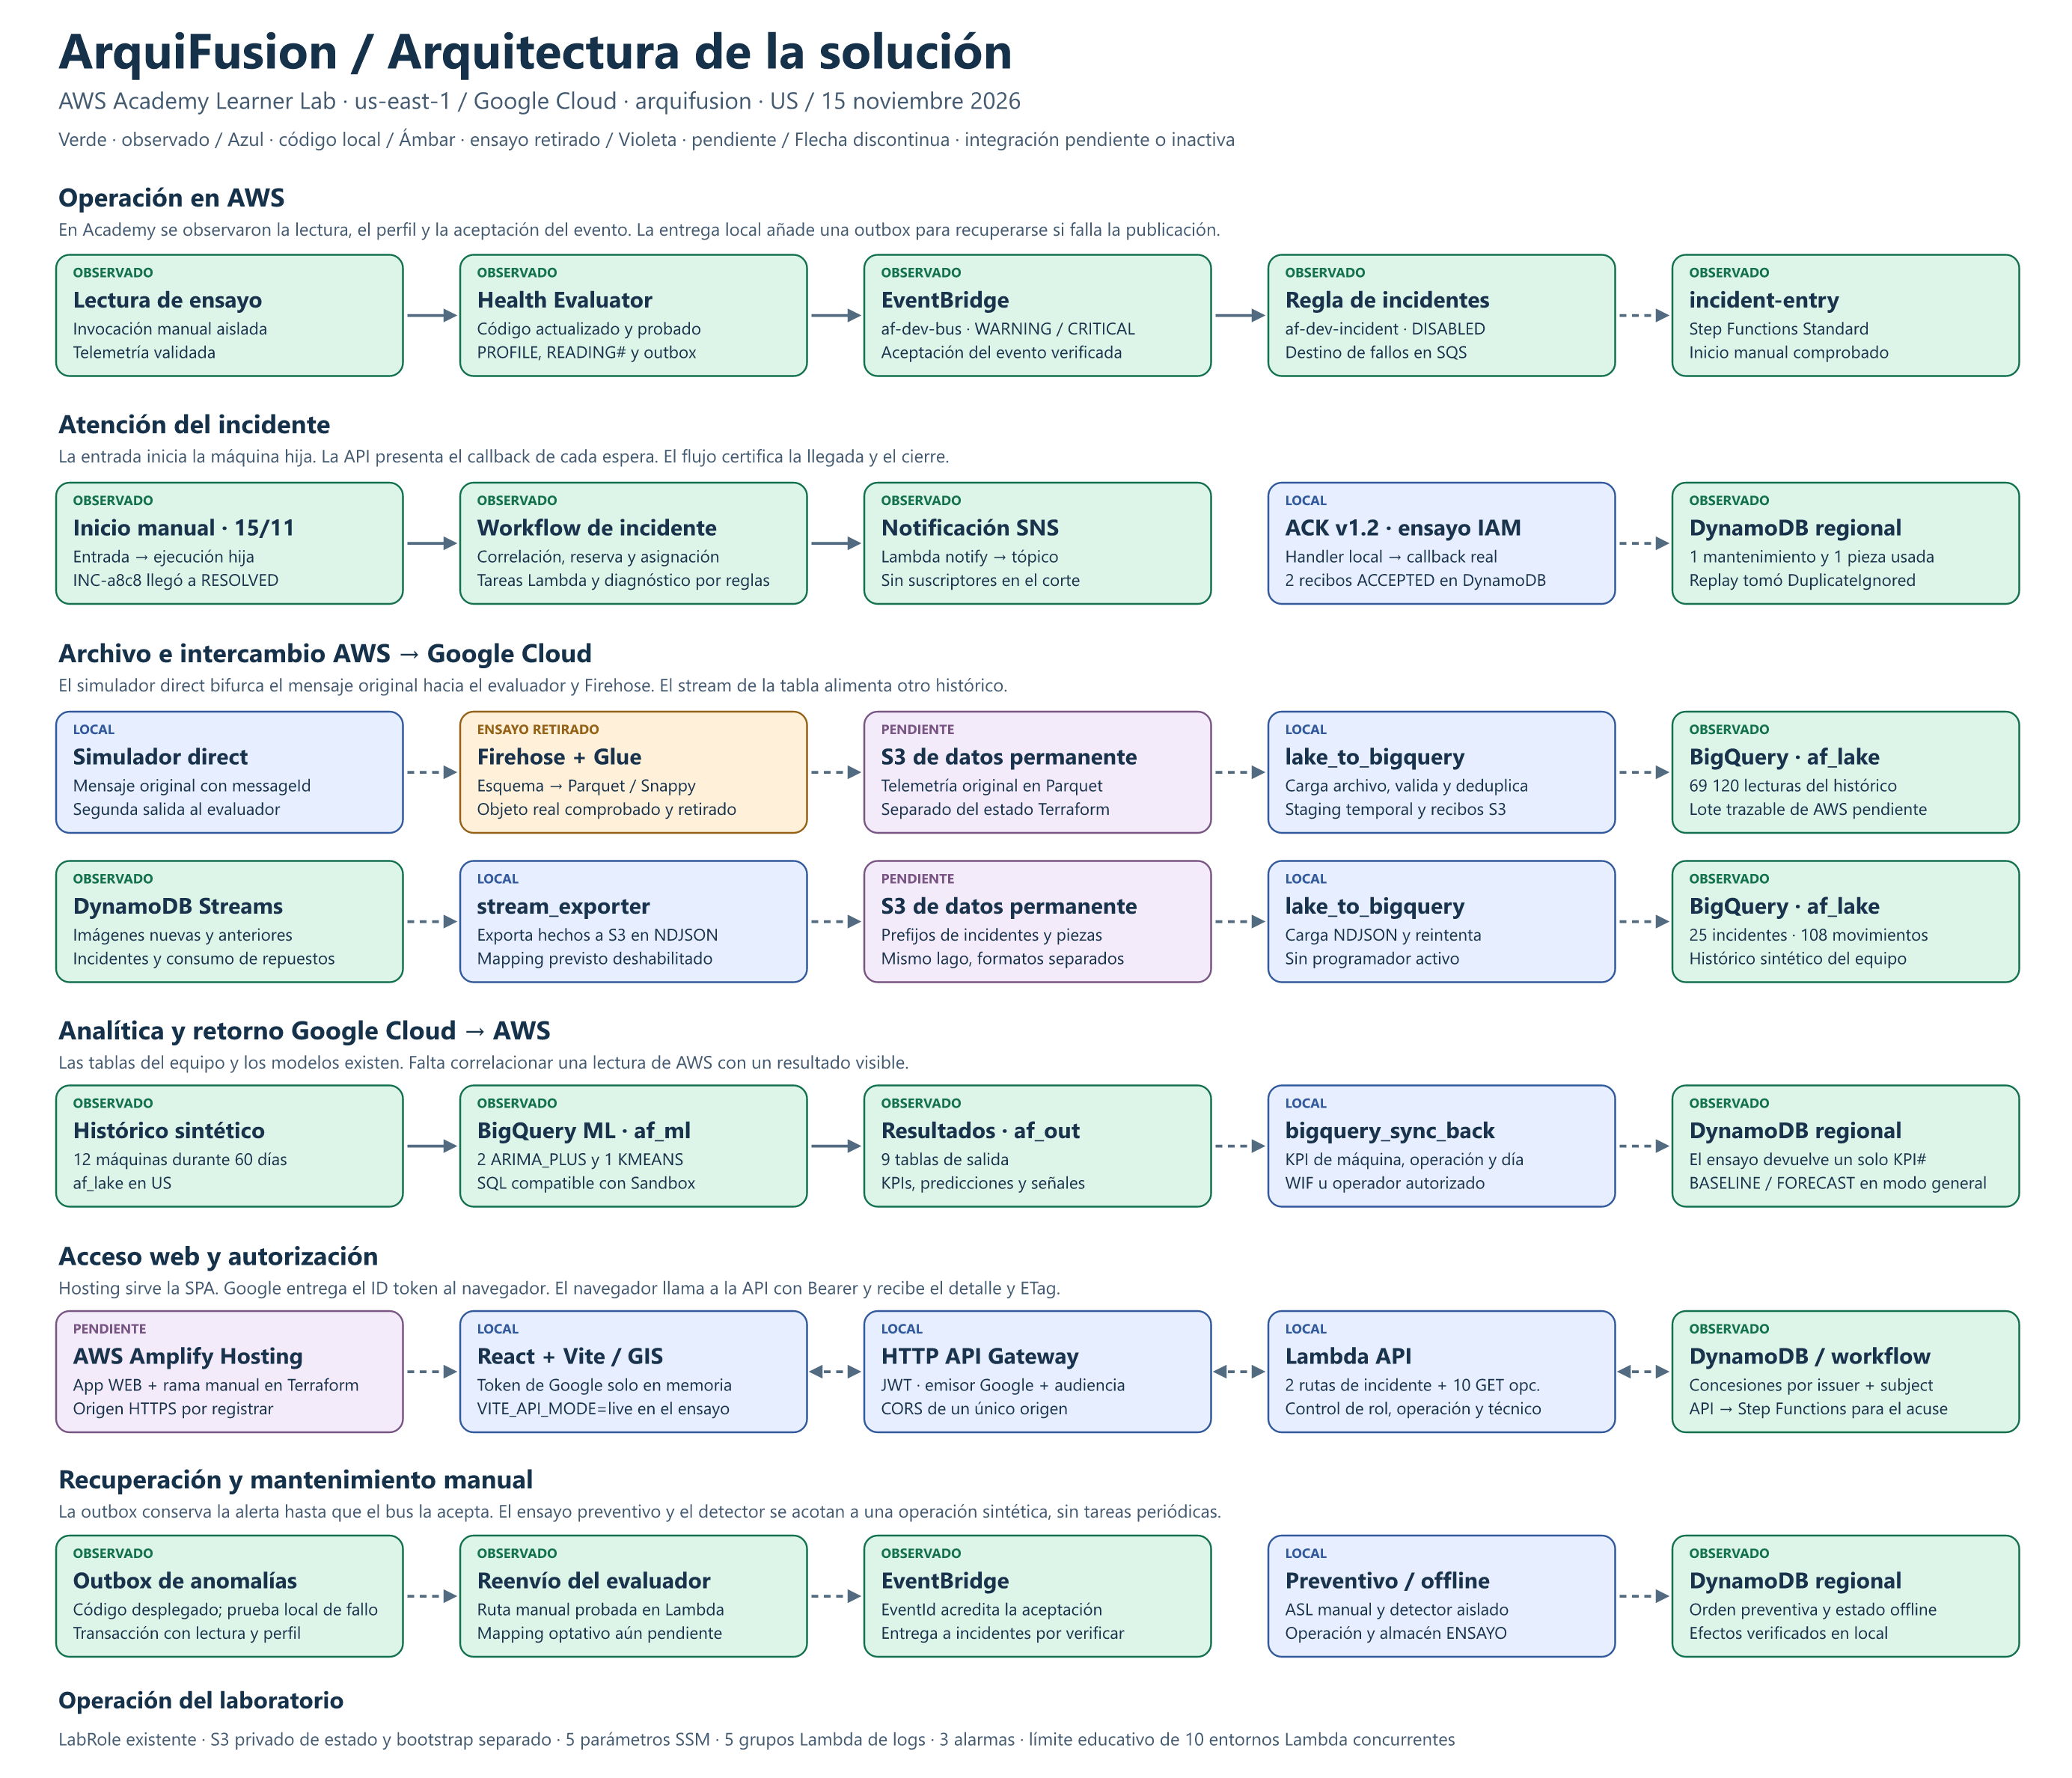 ArquiFusion / Arquitectura de la solución
AWS Academy Learner Lab · us-east-1 / Google Cloud · arquifusion · US / 15 noviembre 2026
Verde · observado / Azul · código local / Ámbar · ensayo retirado / Violeta · pendiente / Flecha discontinua · integración pendiente o inactiva
Operación en AWS
En Academy se observaron la lectura, el perfil y la aceptación del evento. La entrega local añade una outbox para recuperarse si falla la publicación.
OBSERVADO
Lectura de ensayo
Invocación manual aislada
Telemetría validada
OBSERVADO
Health Evaluator
Código actualizado y probado
PROFILE, READING# y outbox
OBSERVADO
EventBridge
af-dev-bus · WARNING / CRITICAL
Aceptación del evento verificada
OBSERVADO
Regla de incidentes
af-dev-incident · DISABLED
Destino de fallos en SQS
OBSERVADO
incident-entry
Step Functions Standard
Inicio manual comprobado
Atención del incidente
La entrada inicia la máquina hija. La API presenta el callback de cada espera. El flujo certifica la llegada y el cierre.
OBSERVADO
Inicio manual · 15/11
Entrada → ejecución hija
INC-a8c8 llegó a RESOLVED
OBSERVADO
Workflow de incidente
Correlación, reserva y asignación
Tareas Lambda y diagnóstico por reglas
OBSERVADO
Notificación SNS
Lambda notify → tópico
Sin suscriptores en el corte
LOCAL
ACK v1.2 · ensayo IAM
Handler local → callback real
2 recibos ACCEPTED en DynamoDB
OBSERVADO
DynamoDB regional
1 mantenimiento y 1 pieza usada
Replay tomó DuplicateIgnored
Archivo e intercambio AWS → Google Cloud
El simulador direct bifurca el mensaje original hacia el evaluador y Firehose. El stream de la tabla alimenta otro histórico.
LOCAL
Simulador direct
Mensaje original con messageId
Segunda salida al evaluador
ENSAYO RETIRADO
Firehose + Glue
Esquema → Parquet / Snappy
Objeto real comprobado y retirado
PENDIENTE
S3 de datos permanente
Telemetría original en Parquet
Separado del estado Terraform
LOCAL
lake_to_bigquery
Carga archivo, valida y deduplica
Staging temporal y recibos S3
OBSERVADO
BigQuery · af_lake
69 120 lecturas del histórico
Lote trazable de AWS pendiente
OBSERVADO
DynamoDB Streams
Imágenes nuevas y anteriores
Incidentes y consumo de repuestos
LOCAL
stream_exporter
Exporta hechos a S3 en NDJSON
Mapping previsto deshabilitado
PENDIENTE
S3 de datos permanente
Prefijos de incidentes y piezas
Mismo lago, formatos separados
LOCAL
lake_to_bigquery
Carga NDJSON y reintenta
Sin programador activo
OBSERVADO
BigQuery · af_lake
25 incidentes · 108 movimientos
Histórico sintético del equipo
Analítica y retorno Google Cloud → AWS
Las tablas del equipo y los modelos existen. Falta correlacionar una lectura de AWS con un resultado visible.
OBSERVADO
Histórico sintético
12 máquinas durante 60 días
af_lake en US
OBSERVADO
BigQuery ML · af_ml
2 ARIMA_PLUS y 1 KMEANS
SQL compatible con Sandbox
OBSERVADO
Resultados · af_out
9 tablas de salida
KPIs, predicciones y señales
LOCAL
bigquery_sync_back
KPI de máquina, operación y día
WIF u operador autorizado
OBSERVADO
DynamoDB regional
El ensayo devuelve un solo KPI#
BASELINE / FORECAST en modo general
Acceso web y autorización
Hosting sirve la SPA. Google entrega el ID token al navegador. El navegador llama a la API con Bearer y recibe el detalle y ETag.
PENDIENTE
AWS Amplify Hosting
App WEB + rama manual en Terraform
Origen HTTPS por registrar
LOCAL
React + Vite / GIS
Token de Google solo en memoria
VITE_API_MODE=live en el ensayo
LOCAL
HTTP API Gateway
JWT · emisor Google + audiencia
CORS de un único origen
LOCAL
Lambda API
2 rutas de incidente + 10 GET opc.
Control de rol, operación y técnico
OBSERVADO
DynamoDB / workflow
Concesiones por issuer + subject
API → Step Functions para el acuse
Recuperación y mantenimiento manual
La outbox conserva la alerta hasta que el bus la acepta. El ensayo preventivo y el detector se acotan a una operación sintética, sin tareas periódicas.
OBSERVADO
Outbox de anomalías
Código desplegado; prueba local de fallo
Transacción con lectura y perfil
OBSERVADO
Reenvío del evaluador
Ruta manual probada en Lambda
Mapping optativo aún pendiente
OBSERVADO
EventBridge
EventId acredita la aceptación
Entrega a incidentes por verificar
LOCAL
Preventivo / offline
ASL manual y detector aislado
Operación y almacén ENSAYO
OBSERVADO
DynamoDB regional
Orden preventiva y estado offline
Efectos verificados en local
Operación del laboratorio
LabRole existente · S3 privado de estado y bootstrap separado · 5 parámetros SSM · 5 grupos Lambda de logs · 3 alarmas · límite educativo de 10 entornos Lambda concurrentes